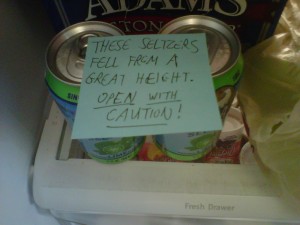 ADAMS
THESE SELTZERS
FELL FROM A
GREAT HEIGHT.
OPEN WITH
CAUTION!
Fresh Drawer